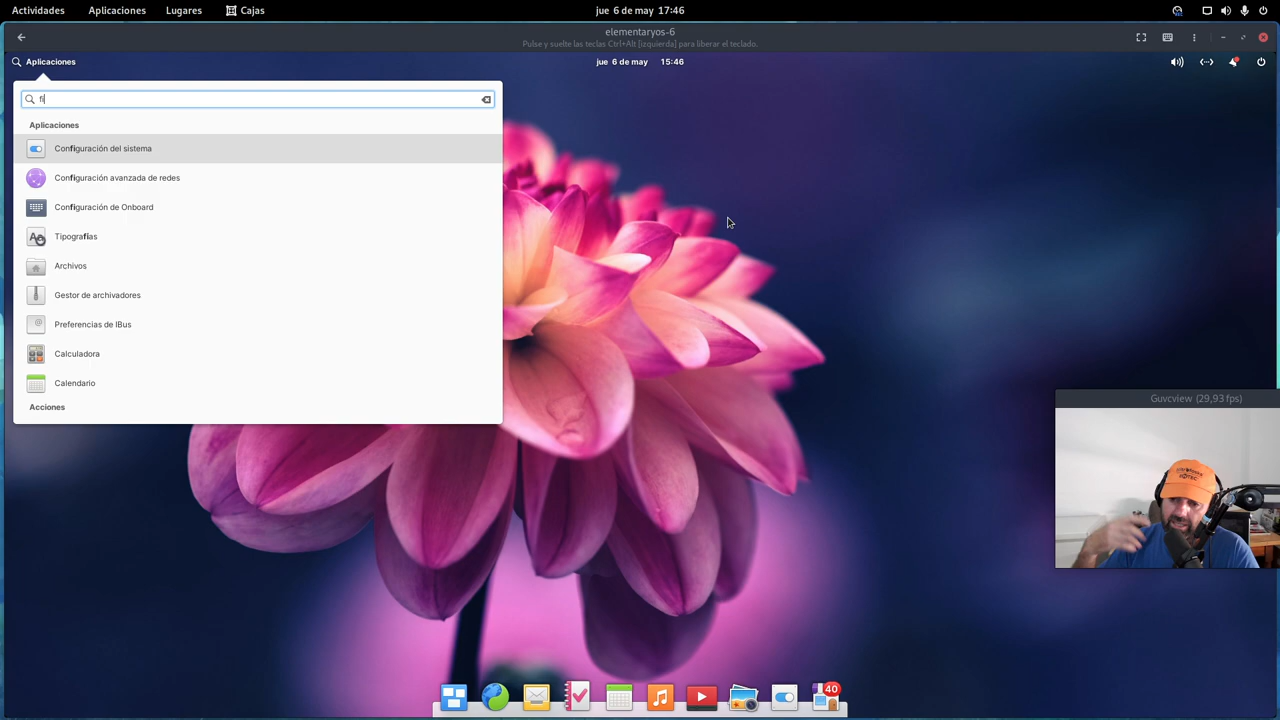 Actividades Aplicaciones Lugares Cajas jue 6 de may 17:46
elementaryos-6
Pulse y suelte las teclas Ctrl+Alt [izquierda] para liberar el teclado.
Aplicaciones jue 6 de may 15:46
fi
Aplicaciones
Configuración del sistema
Configuración avanzada de redes
Configuración de Onboard
Tipografías
Archivos
Gestor de archivadores
Preferencias de IBus
Calculadora
Calendario
Acciones
Guvcview (29,93 fps)
40